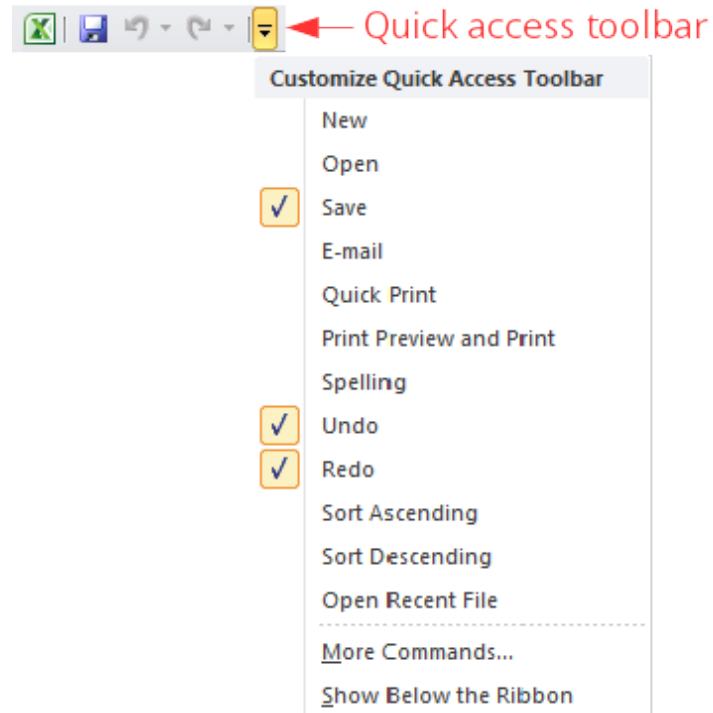 Quick access toolbar
Customize Quick Access Toolbar
New
Open
Save
E-mail
Quick Print
Print Preview and Print
Spelling
Undo
Redo
Sort Ascending
Sort Descending
Open Recent File
More Commands...
Show Below the Ribbon